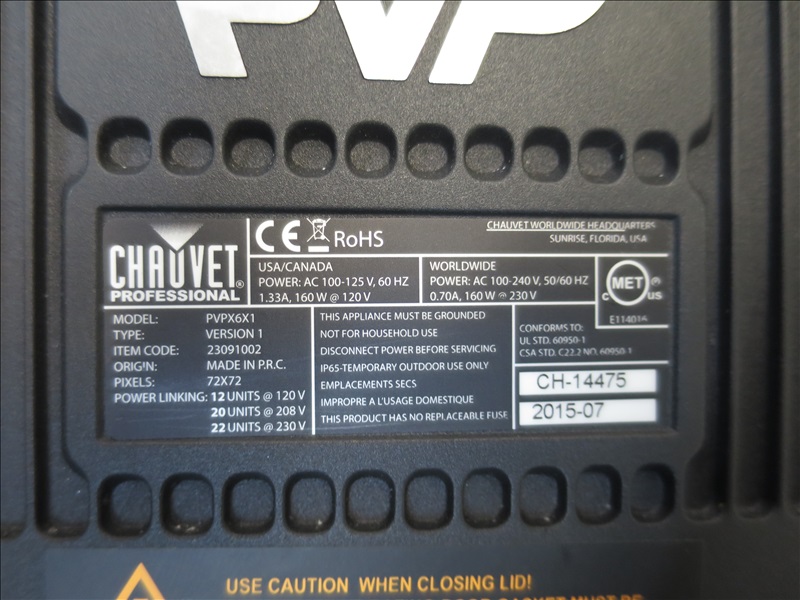 PVP
CE RoHS
CHAUVET WORLDWIDE HEADQUARTERS
SUNRISE, FLORIDA, USA
CHAUVET®
PROFESSIONAL
USA/CANADA
POWER: AC 100-125 V, 60 HZ
1.33A, 160 W @ 120 V
WORLDWIDE
POWER: AC 100-240 V, 50/60 HZ
0.70A, 160 W @ 230 V
MET
c us
MODEL: PVPX6X1
TYPE: VERSION 1
ITEM CODE: 23091002
ORIGIN: MADE IN P.R.C.
PIXELS: 72X72
POWER LINKING: 12 UNITS @ 120 V
20 UNITS @ 208 V
22 UNITS @ 230 V
THIS APPLIANCE MUST BE GROUNDED
NOT FOR HOUSEHOLD USE
DISCONNECT POWER BEFORE SERVICING
IP65-TEMPORARY OUTDOOR USE ONLY
EMPLACEMENTS SECS
IMPROPRE A L'USAGE DOMESTIQUE
THIS PRODUCT HAS NO REPLACEABLE FUSE
CONFORMS TO:
UL STD. 60950-1
CSA STD. C22.2 NO. 60950-1
CH-14475
2015-07
USE CAUTION WHEN CLOSING LID!